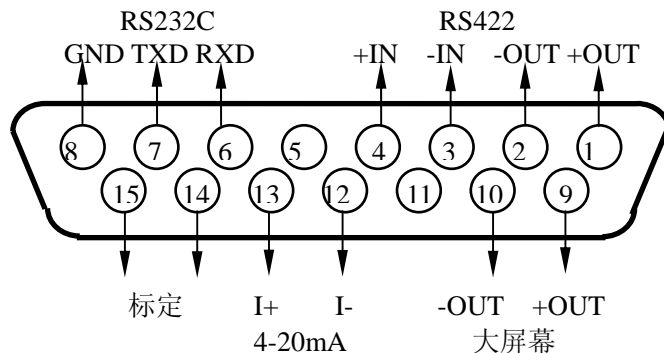 RS232C RS422
GND TXD RXD +IN -IN -OUT +OUT
8 7 6 5 4 3 2 1
15 14 13 12 11 10 9
标定 I+ I- -OUT +OUT
4-20mA 大屏幕